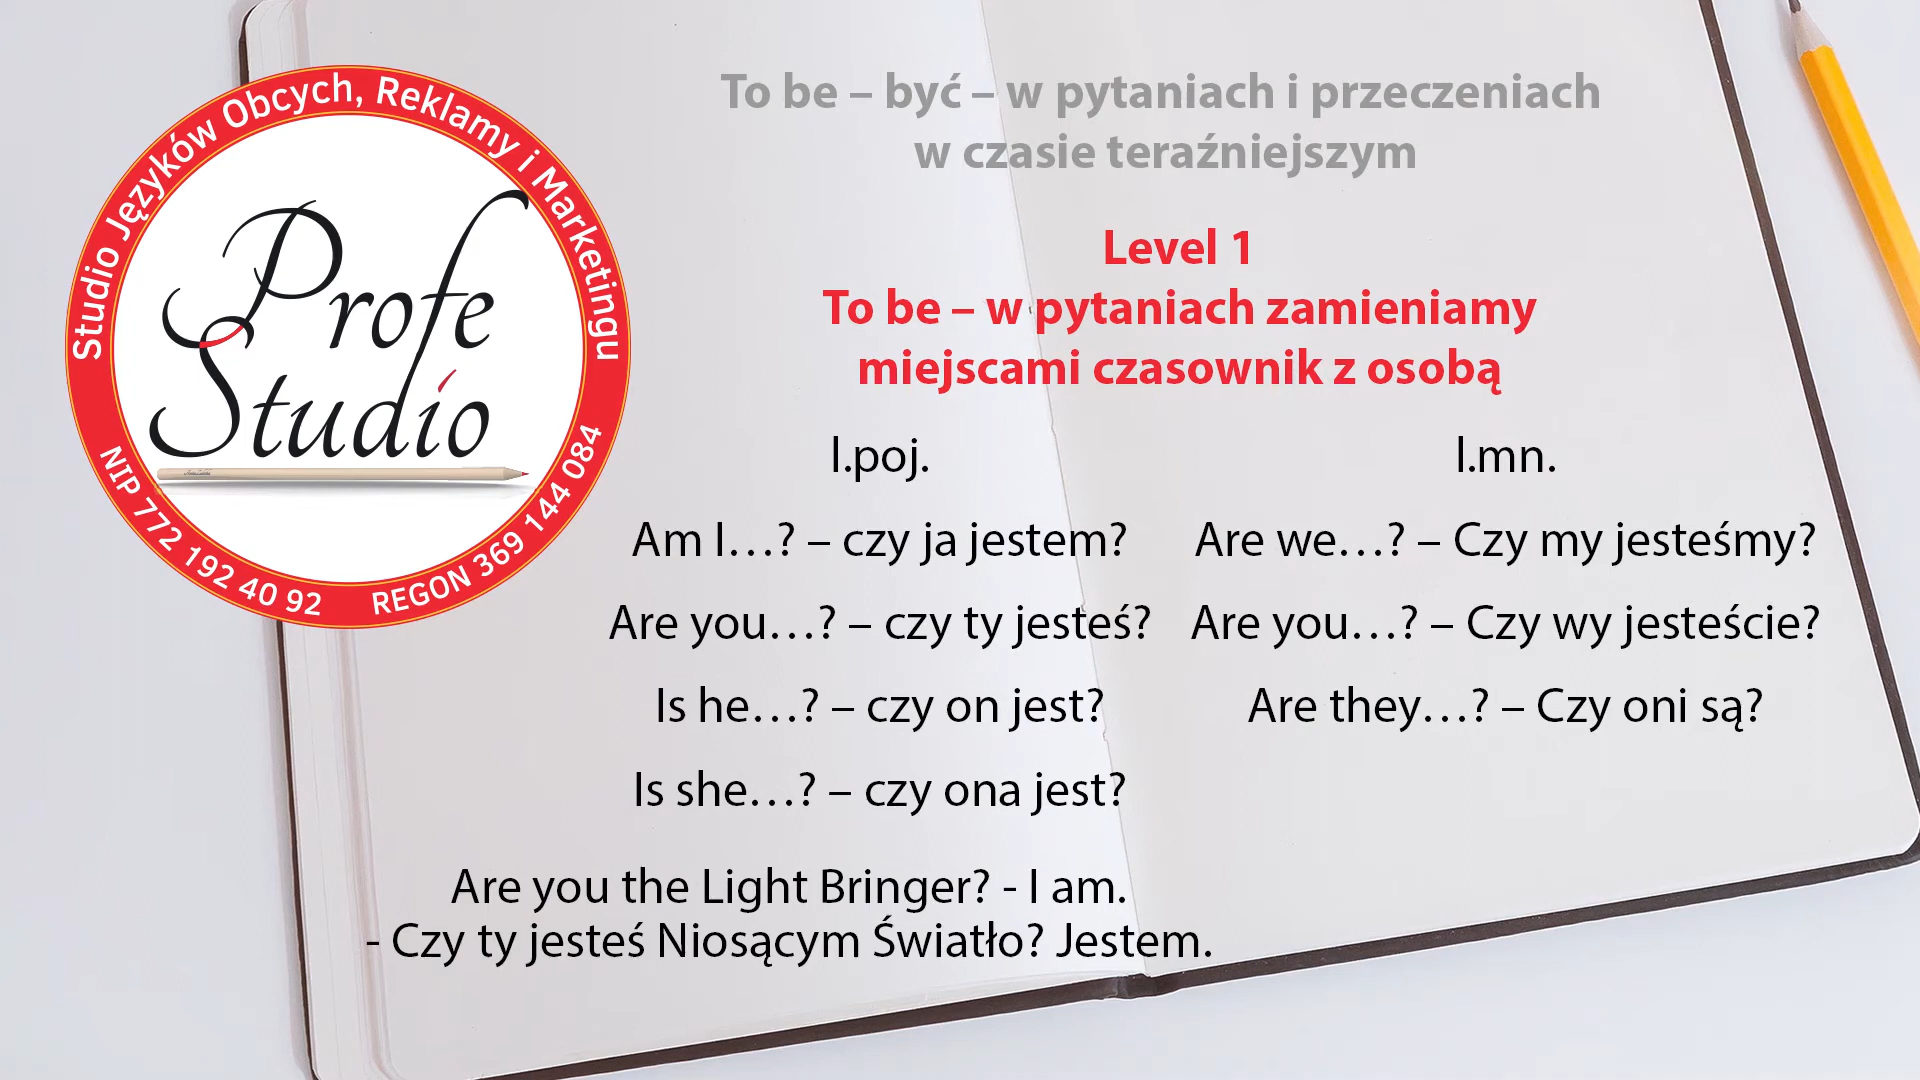 Studio Języków Obcych, Reklamy i Marketingu
Profe
Studio
NIP 772 192 40 92 REGON 369 144 084
To be – być – w pytaniach i przeczeniach
w czasie teraźniejszym
Level 1
To be – w pytaniach zamieniamy
miejscami czasownik z osobą
l.poj.
Am I…? – czy ja jestem?
Are you…? – czy ty jesteś?
Is he…? – czy on jest?
Is she…? – czy ona jest?
l.mn.
Are we…? – Czy my jesteśmy?
Are you…? – Czy wy jesteście?
Are they…? – Czy oni są?
Are you the Light Bringer? - I am.
- Czy ty jesteś Niosącym Światło? Jestem.